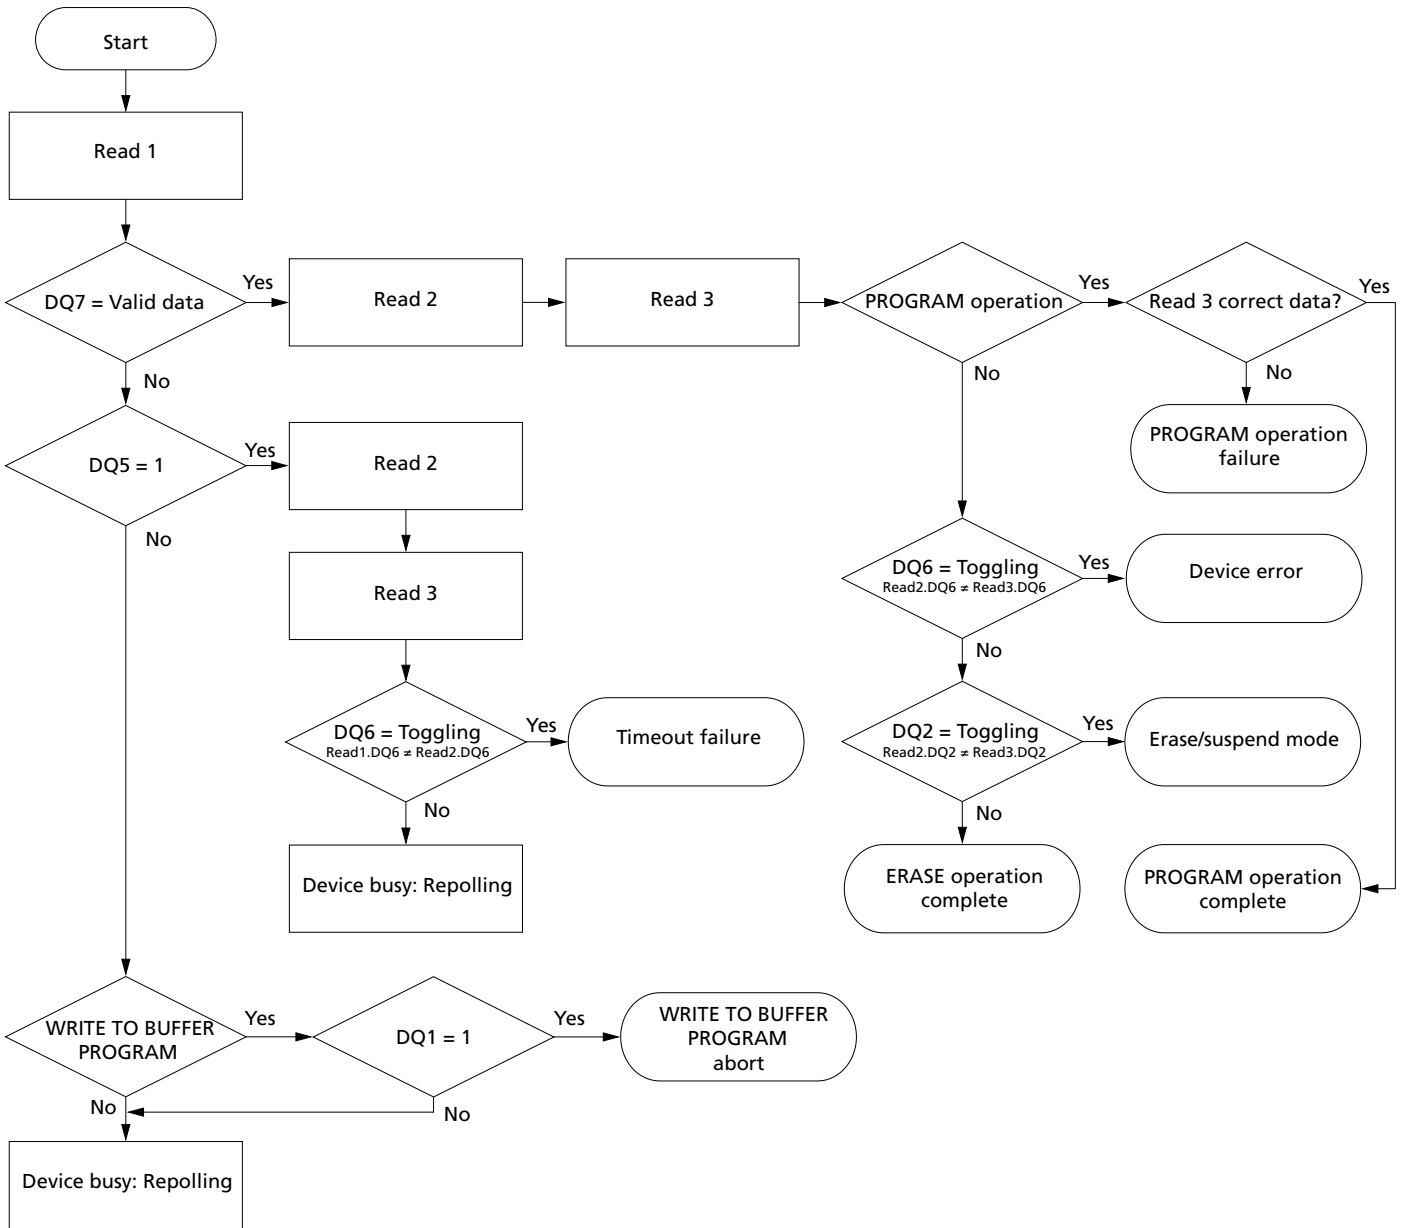 Start
Read 1
DQ7 = Valid data
Yes
Read 2
Read 3
PROGRAM operation
Yes
Read 3 correct data?
Yes
No
No
No
PROGRAM operation
failure
DQ5 = 1
Yes
Read 2
No
Read 3
DQ6 = Toggling
Read2.DQ6 ≠ Read3.DQ6
Yes
Device error
No
DQ6 = Toggling
Read1.DQ6 ≠ Read2.DQ6
Yes
Timeout failure
No
DQ2 = Toggling
Read2.DQ2 ≠ Read3.DQ2
Yes
Erase/suspend mode
No
Device busy: Repolling
ERASE operation
complete
PROGRAM operation
complete
WRITE TO BUFFER
PROGRAM
Yes
DQ1 = 1
Yes
WRITE TO BUFFER
PROGRAM
abort
No
No
Device busy: Repolling